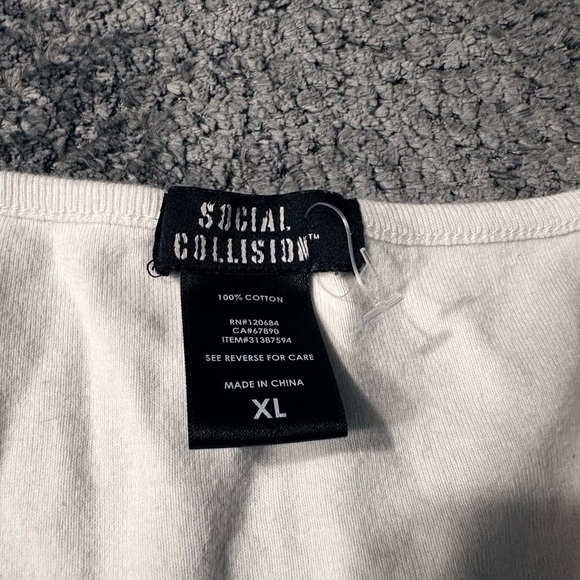 SOCIAL
COLLISION™
100% COTTON
RN#120684
CA#67890
ITEM#31387594
SEE REVERSE FOR CARE
MADE IN CHINA
XL